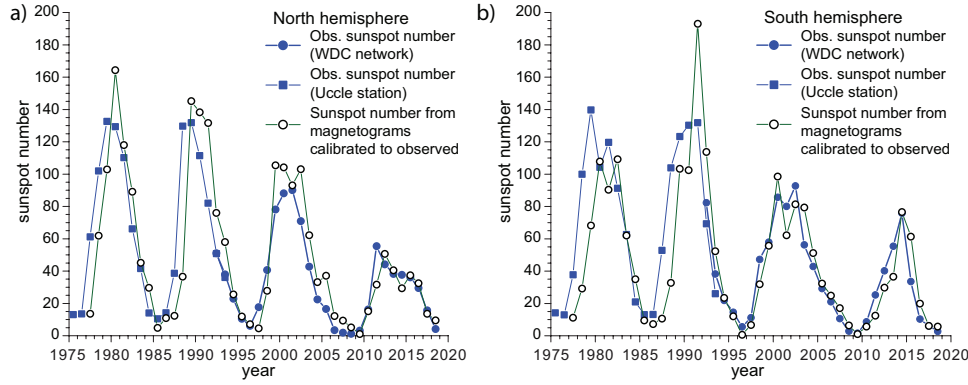 a)
North hemisphere
Obs. sunspot number
(WDC network)
Obs. sunspot number
(Uccle station)
Sunspot number from
magnetograms
calibrated to observed
sunspot number
200
180
160
140
120
100
80
60
40
20
0
1975 1980 1985 1990 1995 2000 2005 2010 2015 2020
year
b)
South hemisphere
Obs. sunspot number
(WDC network)
Obs. sunspot number
(Uccle station)
Sunspot number from
magnetograms
calibrated to observed
sunspot number
200
180
160
140
120
100
80
60
40
20
0
1975 1980 1985 1990 1995 2000 2005 2010 2015 2020
year